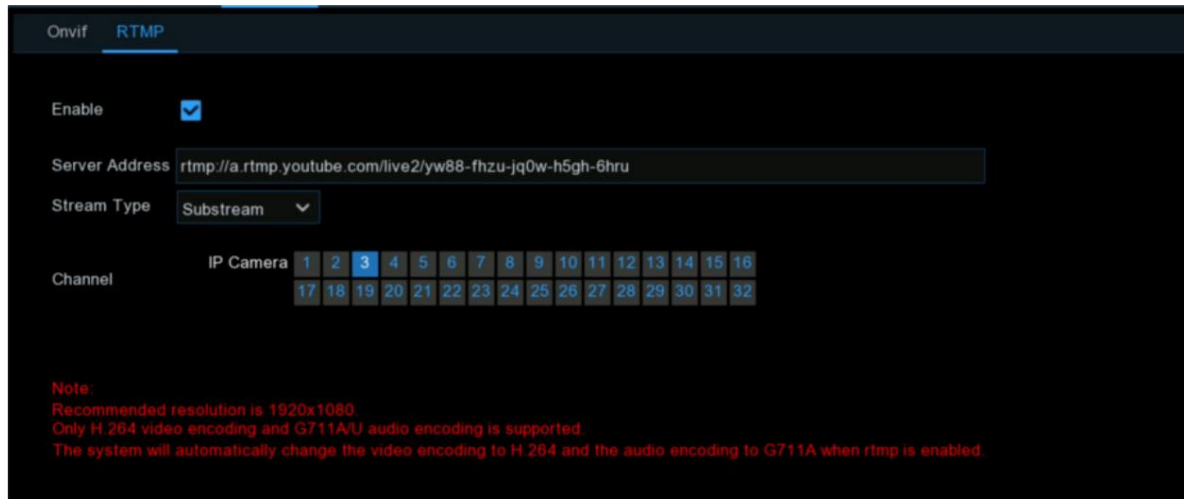 Onvif RTMP
Enable
Server Address rtmp://a.rtmp.youtube.com/live2/yw88-fhzu-jq0w-h5gh-6hru
Stream Type Substream
IP Camera 1 2 3 4 5 6 7 8 9 10 11 12 13 14 15 16
Channel
17 18 19 20 21 22 23 24 25 26 27 28 29 30 31 32
Note:
Recommended resolution is 1920x1080.
Only H.264 video encoding and G711A/U audio encoding is supported.
The system will automatically change the video encoding to H.264 and the audio encoding to G711A when rtmp is enabled.